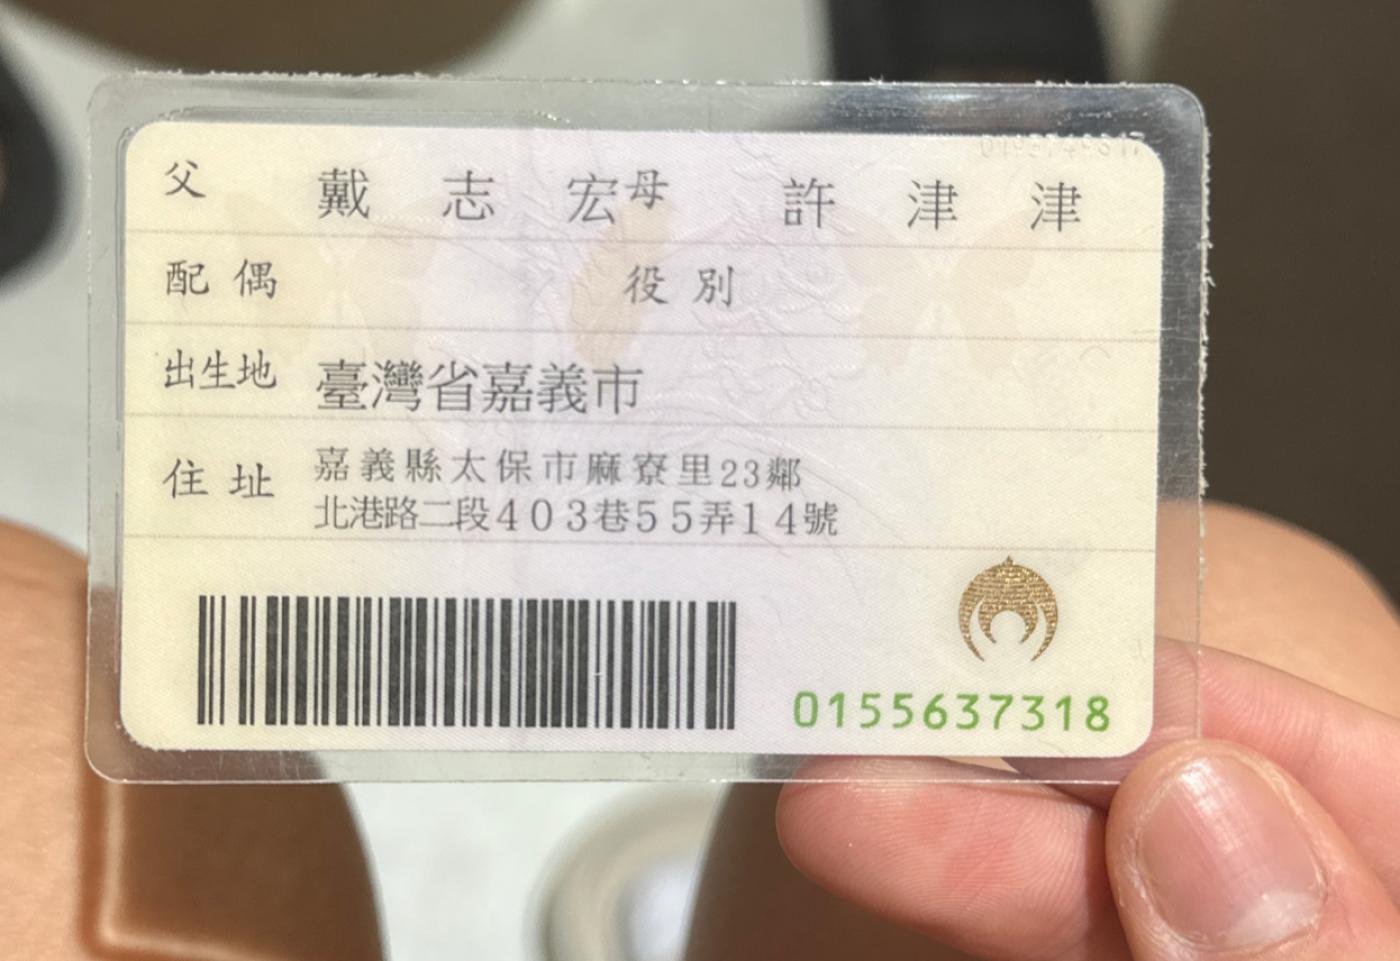 父 戴志宏 母 許津津
配偶 役別
出生地 臺灣省嘉義市
住址 嘉義縣太保市麻寮里23鄰
北港路二段403巷55弄14號
0155637318